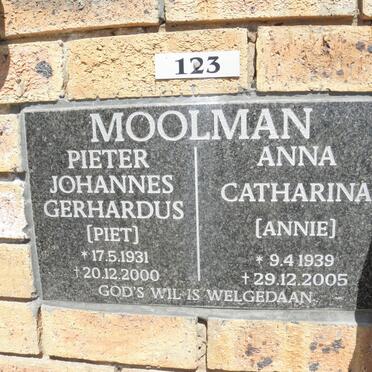 123
MOOLMAN
PIETER
JOHANNES
GERHARDUS
[PIET]
*17.5.1931
†20.12.2000
ANNA
CATHARINA
[ANNIE]
* 9.4.1939
†29.12.2005
GOD'S WIL IS WELGEDAAN.